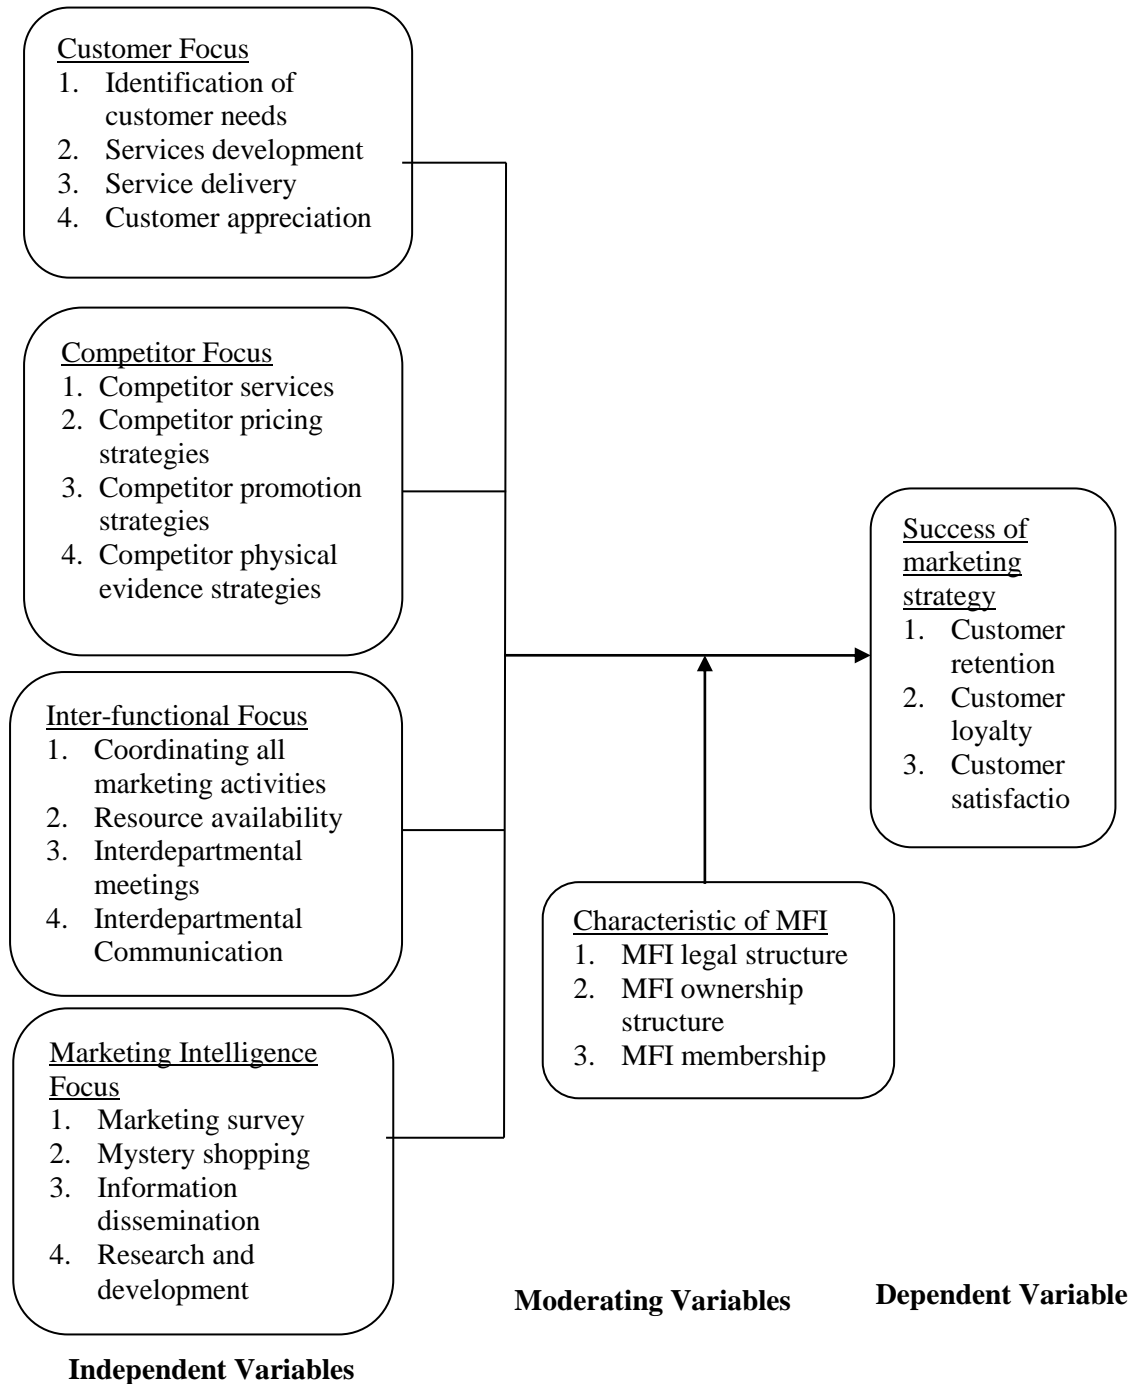 Customer Focus
1. Identification of
customer needs
2. Services development
3. Service delivery
4. Customer appreciation
Competitor Focus
1. Competitor services
2. Competitor pricing
strategies
3. Competitor promotion
strategies
4. Competitor physical
evidence strategies
Inter-functional Focus
1. Coordinating all
marketing activities
2. Resource availability
3. Interdepartmental
meetings
4. Interdepartmental
Communication
Marketing Intelligence
Focus
1. Marketing survey
2. Mystery shopping
3. Information
dissemination
4. Research and
development
Independent Variables
Characteristic of MFI
1. MFI legal structure
2. MFI ownership
structure
3. MFI membership
Moderating Variables
Success of
marketing
strategy
1. Customer
retention
2. Customer
loyalty
3. Customer
satisfactio
Dependent Variable